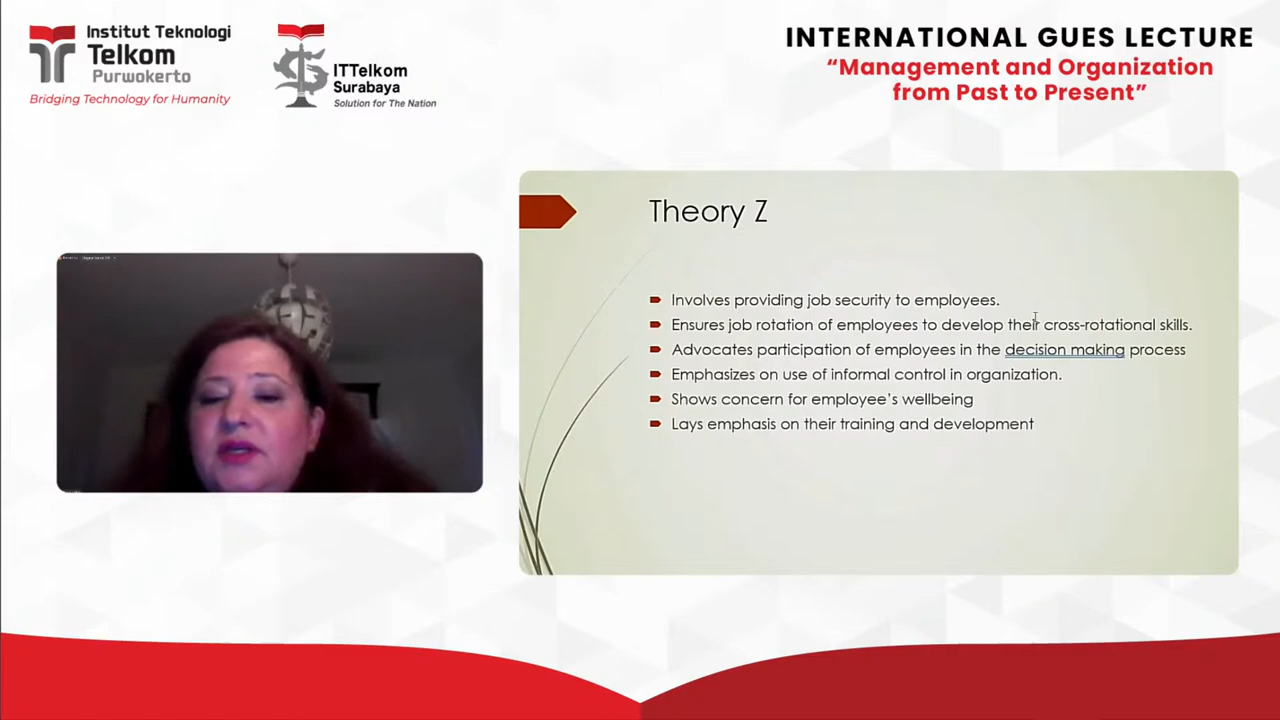 Institut Teknologi
Telkom
Purwokerto
Bridging Technology for Humanity
ITTelkom
Surabaya
Solution for The Nation
INTERNATIONAL GUES LECTURE
“Management and Organization
from Past to Present”
Theory Z
Involves providing job security to employees.
Ensures job rotation of employees to develop their cross-rotational skills.
Advocates participation of employees in the decision making process
Emphasizes on use of informal control in organization.
Shows concern for employee’s wellbeing
Lays emphasis on their training and development